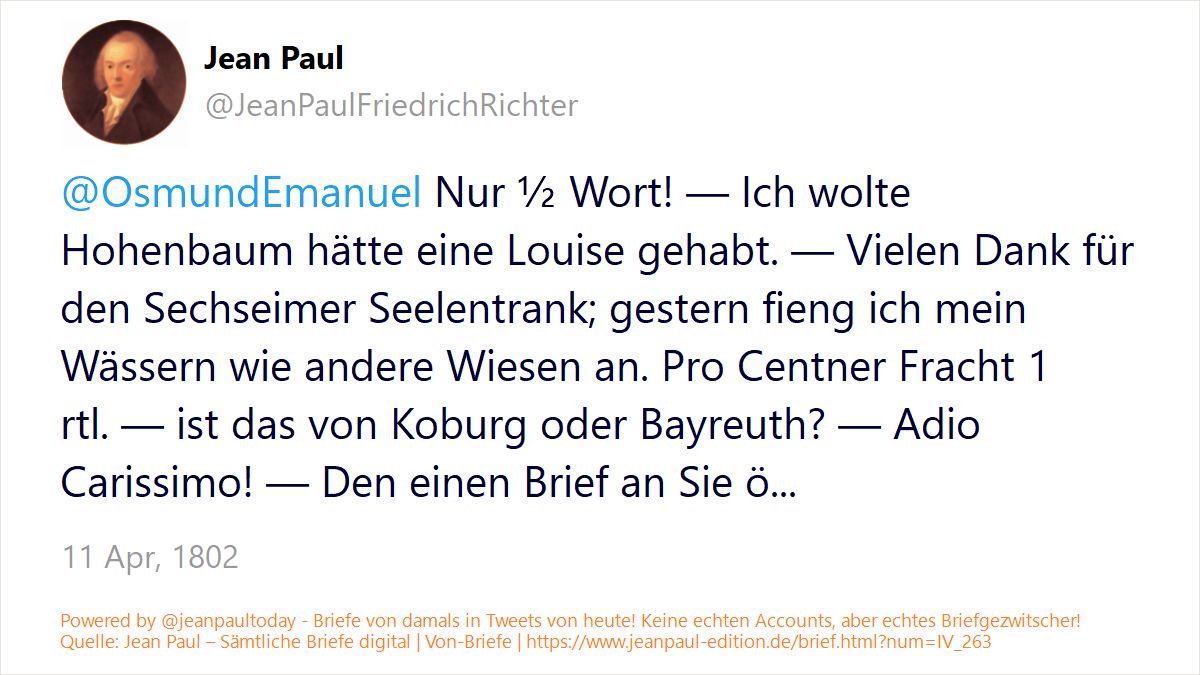 Jean Paul
@JeanPaulFriedrichRichter
@OsmundEmanuel Nur ½ Wort! — Ich wolte
Hohenbaum hätte eine Louise gehabt. — Vielen Dank für
den Sechseimer Seelentrank; gestern fieng ich mein
Wässern wie andere Wiesen an. Pro Centner Fracht 1
rtl. — ist das von Koburg oder Bayreuth? — Adio
Carissimo! — Den einen Brief an Sie ö...
11 Apr, 1802
Powered by @jeanpaultoday - Briefe von damals in Tweets von heute! Keine echten Accounts, aber echtes Briefgezwitscher!
Quelle: Jean Paul – Sämtliche Briefe digital | Von-Briefe | https://www.jeanpaul-edition.de/brief.html?num=IV_263